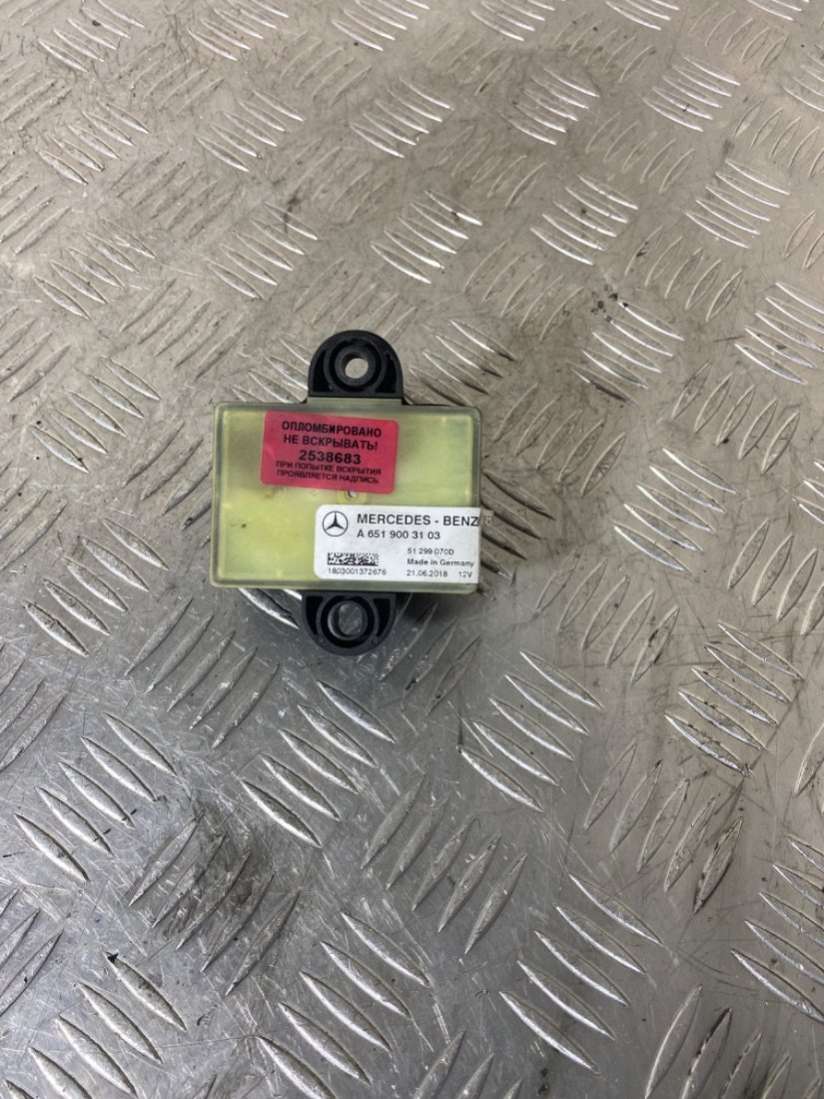 ОПЛОМБИРОВАНО
НЕ ВСКРЫВАТЬ!
2538683
ПРИ ПОПЫТКЕ ВСКРЫТИЯ
ПРОЯВЛЯЕТСЯ НАДПИСЬ
MERCEDES - BENZ
A 651 900 31 03
51 299 070D
Made in Germany
1803001372676
21.06.2018 12V